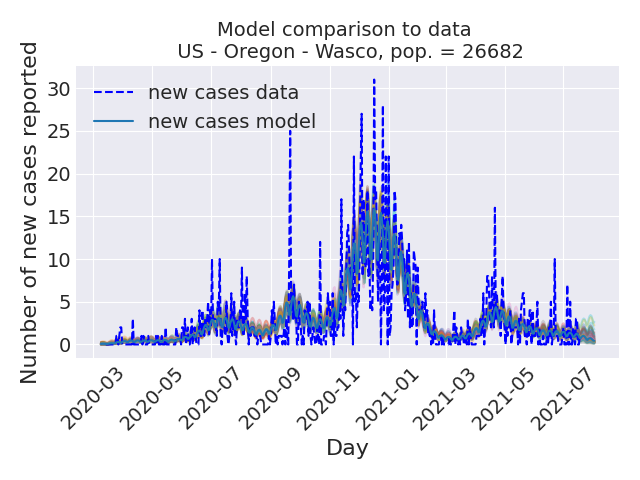 Model comparison to data
US - Oregon - Wasco, pop. = 26682
Number of new cases reported
30
25
20
15
10
5
0
new cases data
new cases model
2020-03
2020-05
2020-07
2020-09
2020-11
2021-01
2021-03
2021-05
2021-07
Day